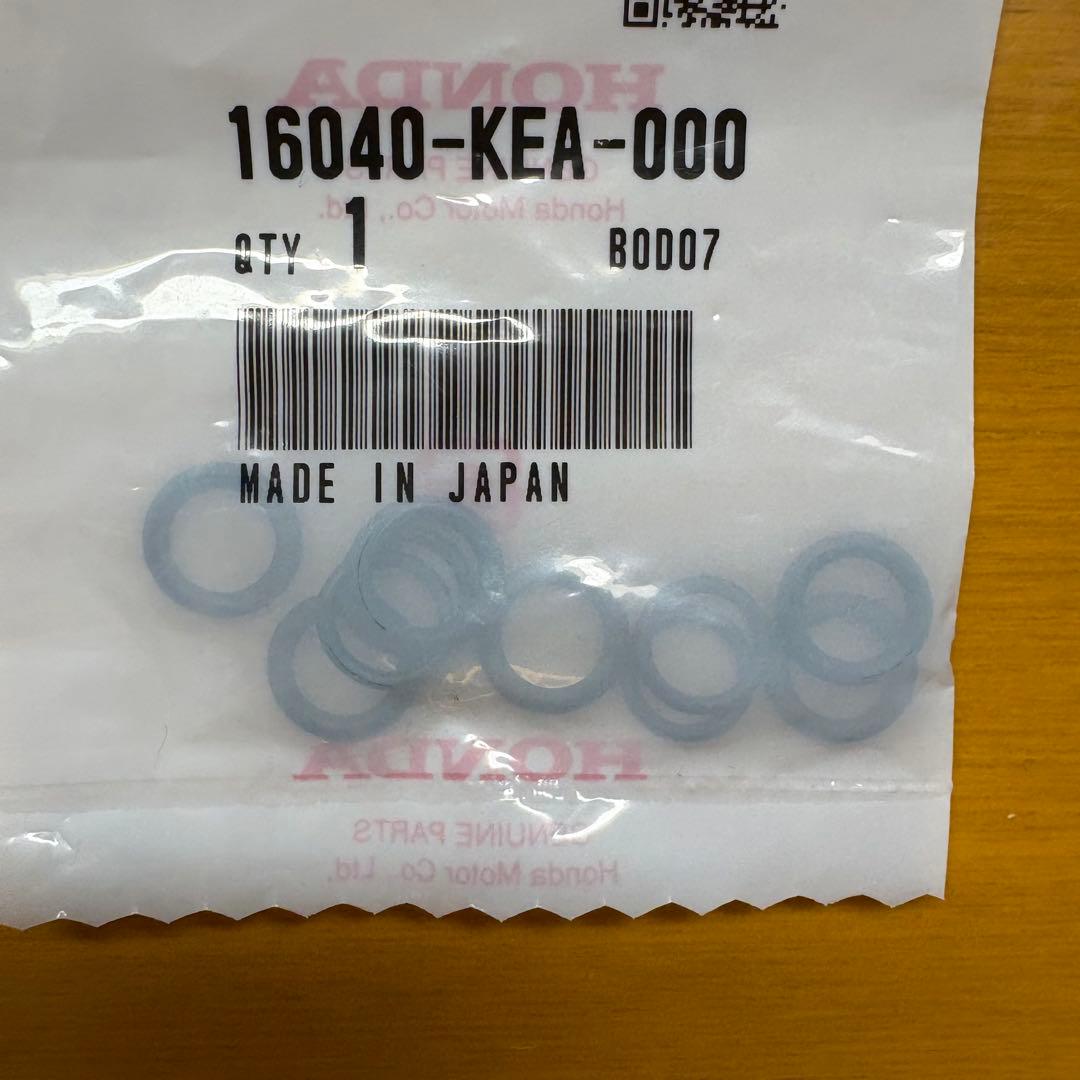 HONDA
16040-KEA-000
Honda Motor Co., Ltd.
QTY 1 B0D07
MADE IN JAPAN
HONDA
GENUINE PARTS
Honda Motor Co., Ltd.